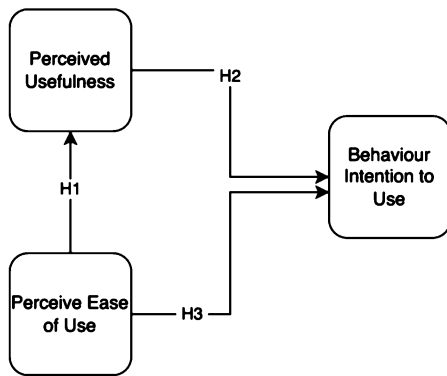 Perceived
Usefulness
H2
Behaviour
Intention to
Use
H1
Perceive Ease
of Use
H3